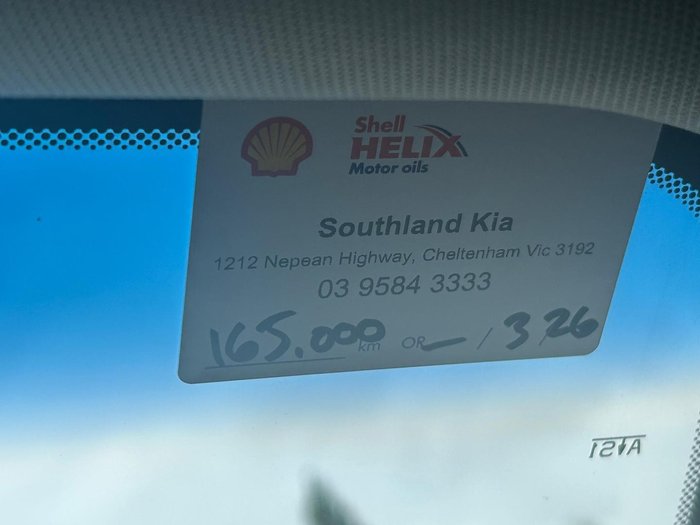 Shell
HELIX
Motor oils
Southland Kia
1212 Nepean Highway, Cheltenham Vic 3192
03 9584 3333
165.000 km OR — / 3/26
AS1